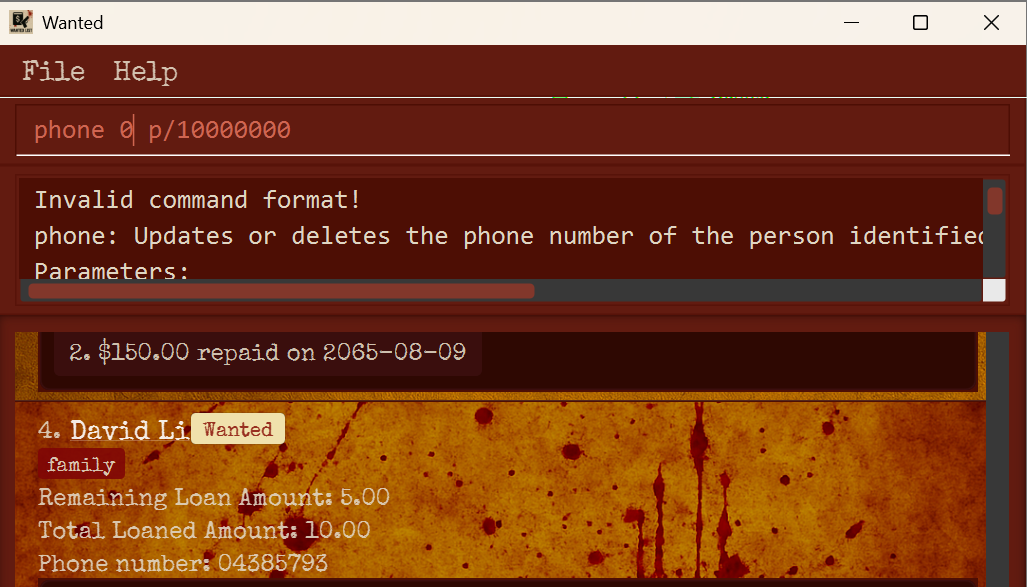 Wanted
File Help
phone 0 p/10000000
Invalid command format!
phone: Updates or deletes the phone number of the person identified
Parameters:
2. $150.00 repaid on 2065-08-09
4. David Li Wanted
family
Remaining Loan Amount: 5.00
Total Loaned Amount: 10.00
Phone number: 04385793